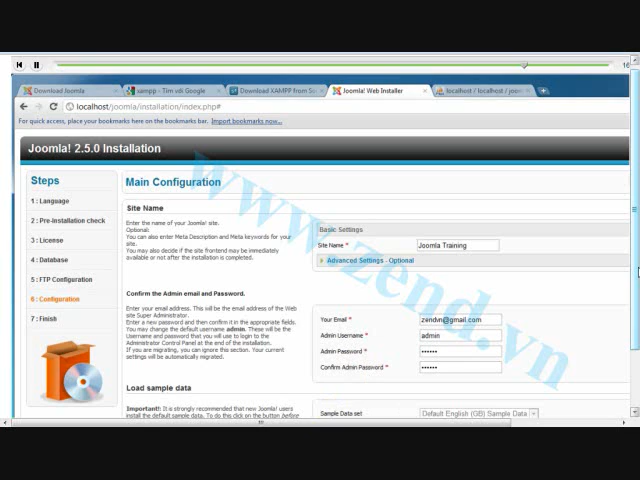 16
Download Joomla
xampp - Tìm với Google
Download XAMPP from So
Joomla! Web Installer
localhost / localhost / joom
localhost/joomla/installation/index.php#
For quick access, place your bookmarks here on the bookmarks bar. Import bookmarks now...
Joomla! 2.5.0 Installation
Steps
1 : Language
2 : Pre-Installation check
3 : License
4 : Database
5 : FTP Configuration
6 : Configuration
7 : Finish
Main Configuration
Site Name
Enter the name of your Joomla! site.
Optional:
You can also enter Meta Description and Meta keywords for your
site.
You may also decide if the site frontend may be immediately
available or not after the installation is completed.
Basic Settings
Site Name *
Joomla Training
Advanced Settings - Optional
Confirm the Admin email and Password.
Enter your email address. This will be the email address of the Web
site Super Administrator.
Enter a new password and then confirm it in the appropriate fields.
You may change the default username admin. These will be the
Username and password that you will use to login to the
Administrator Control Panel at the end of the installation.
If you are migrating, you can ignore this section. Your current
settings will be automatically migrated.
Your Email *
zendvn@gmail.com
Admin Username *
admin
Admin Password *
••••••
Confirm Admin Password *
••••••
Load sample data
Important! It is strongly recommended that new Joomla! users
install the default sample data. To do this click on the button before
Sample Data set
Default English (GB) Sample Data
www.zend.vn